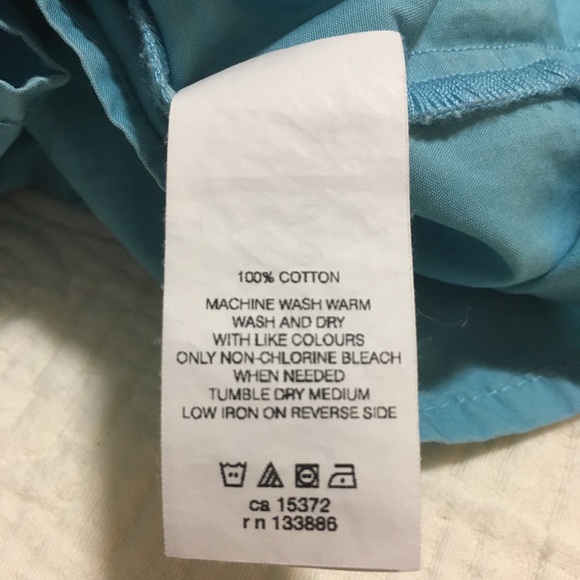 100% COTTON
MACHINE WASH WARM
WASH AND DRY
WITH LIKE COLOURS
ONLY NON-CHLORINE BLEACH
WHEN NEEDED
TUMBLE DRY MEDIUM
LOW IRON ON REVERSE SIDE
ca 15372
rn 133886